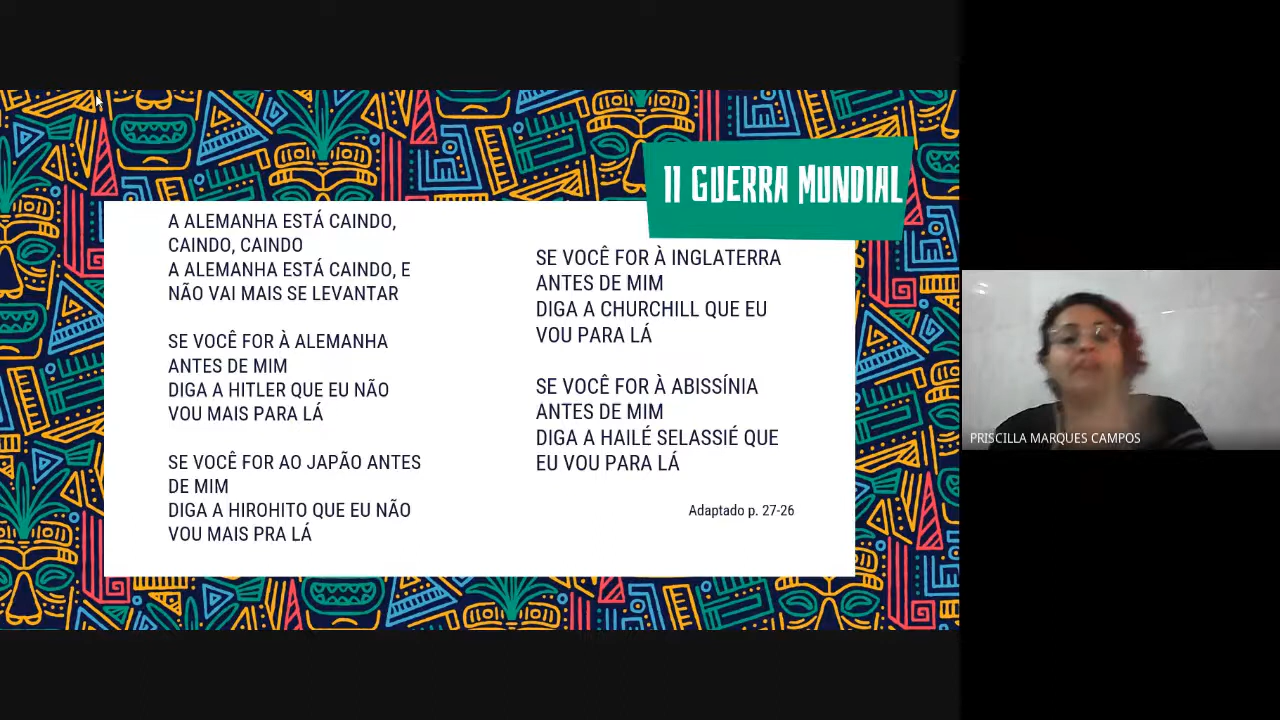 II GUERRA MUNDIAL
A ALEMANHA ESTÁ CAINDO,
CAINDO, CAINDO
A ALEMANHA ESTÁ CAINDO, E
NÃO VAI MAIS SE LEVANTAR
SE VOCÊ FOR À ALEMANHA
ANTES DE MIM
DIGA A HITLER QUE EU NÃO
VOU MAIS PARA LÁ
SE VOCÊ FOR AO JAPÃO ANTES
DE MIM
DIGA A HIROHITO QUE EU NÃO
VOU MAIS PRA LÁ
SE VOCÊ FOR À INGLATERRA
ANTES DE MIM
DIGA A CHURCHILL QUE EU
VOU PARA LÁ
SE VOCÊ FOR À ABISSÍNIA
ANTES DE MIM
DIGA A HAILÉ SELASSIÉ QUE
EU VOU PARA LÁ
Adaptado p. 27-26
PRISCILLA MARQUES CAMPOS